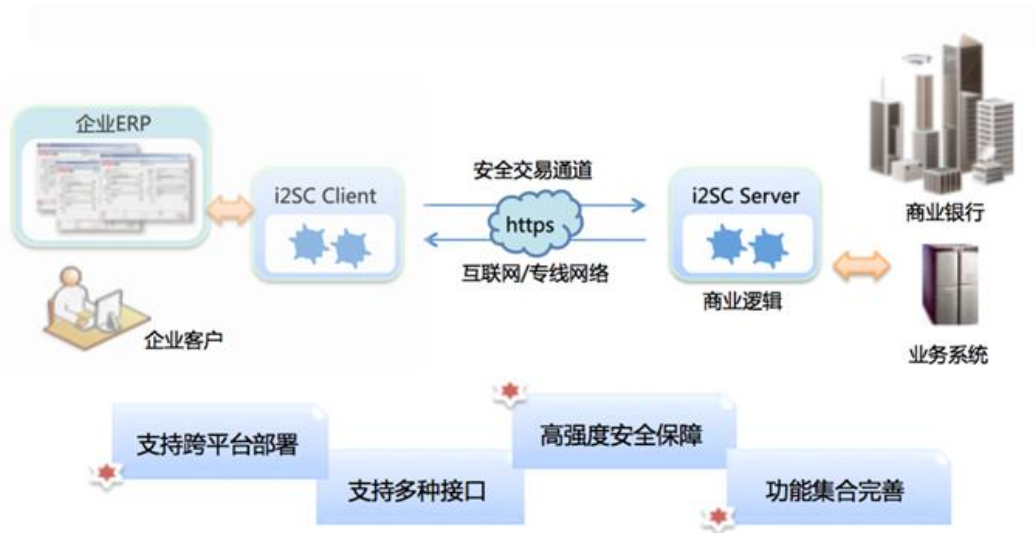 企业ERP
i2SC Client
企业客户
安全交易通道
https
互联网/专线网络
i2SC Server
商业逻辑
商业银行
业务系统
支持跨平台部署
支持多种接口
高强度安全保障
功能集合完善